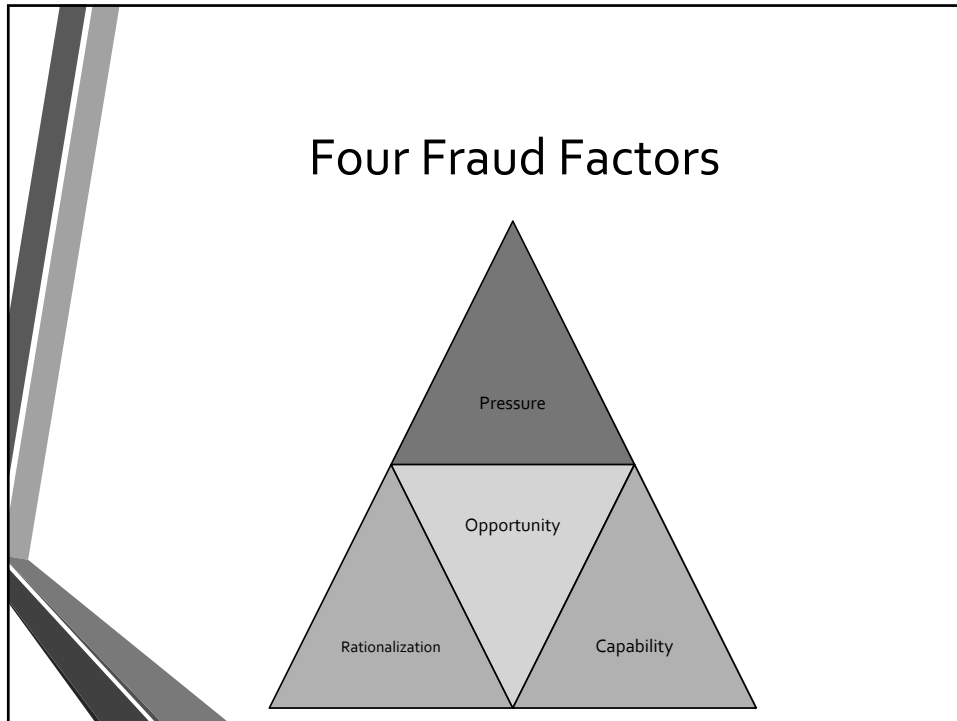 Four Fraud Factors
Pressure
Opportunity
Rationalization
Capability